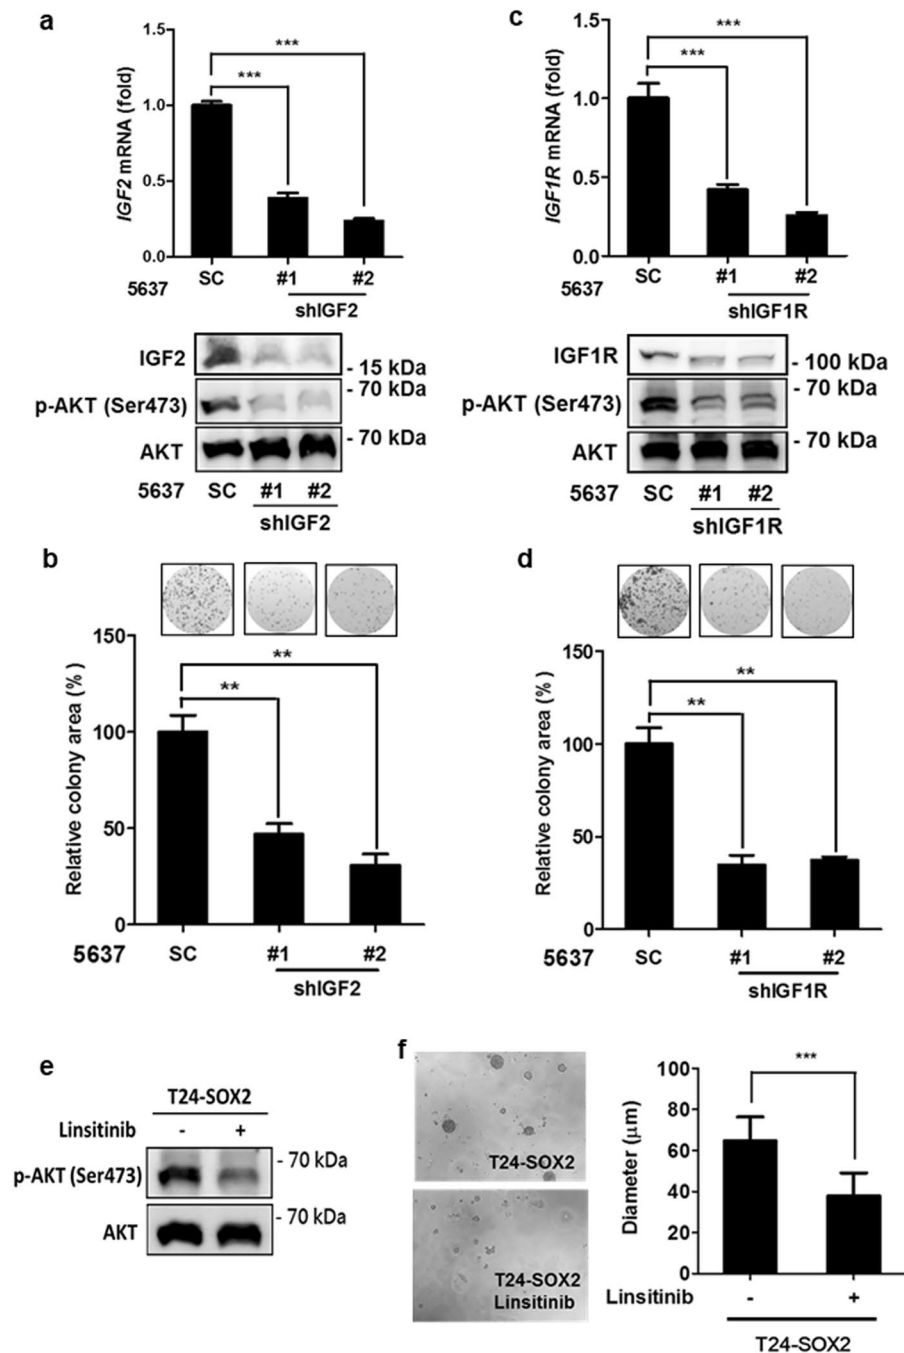 a
IGF2 mRNA (fold)
1.5
1.0
0.5
0.0
***
***
5637
SC
#1
#2
shIGF2
IGF2
- 15 kDa
p-AKT (Ser473)
- 70 kDa
AKT
- 70 kDa
5637
SC
#1
#2
shIGF2
c
IGF1R mRNA (fold)
1.5
1.0
0.5
0.0
***
***
5637
SC
#1
#2
shIGF1R
IGF1R
- 100 kDa
p-AKT (Ser473)
- 70 kDa
AKT
- 70 kDa
5637
SC
#1
#2
shIGF1R
b
Relative colony area (%)
150
100
50
0
**
**
5637
SC
#1
#2
shIGF2
d
Relative colony area (%)
150
100
50
0
**
**
5637
SC
#1
#2
shIGF1R
e
T24-SOX2
Linsitinib - +
p-AKT (Ser473)
- 70 kDa
AKT
- 70 kDa
f
T24-SOX2
T24-SOX2
Linsitinib
Diameter (μm)
100
80
60
40
20
0
***
Linsitinib - +
T24-SOX2